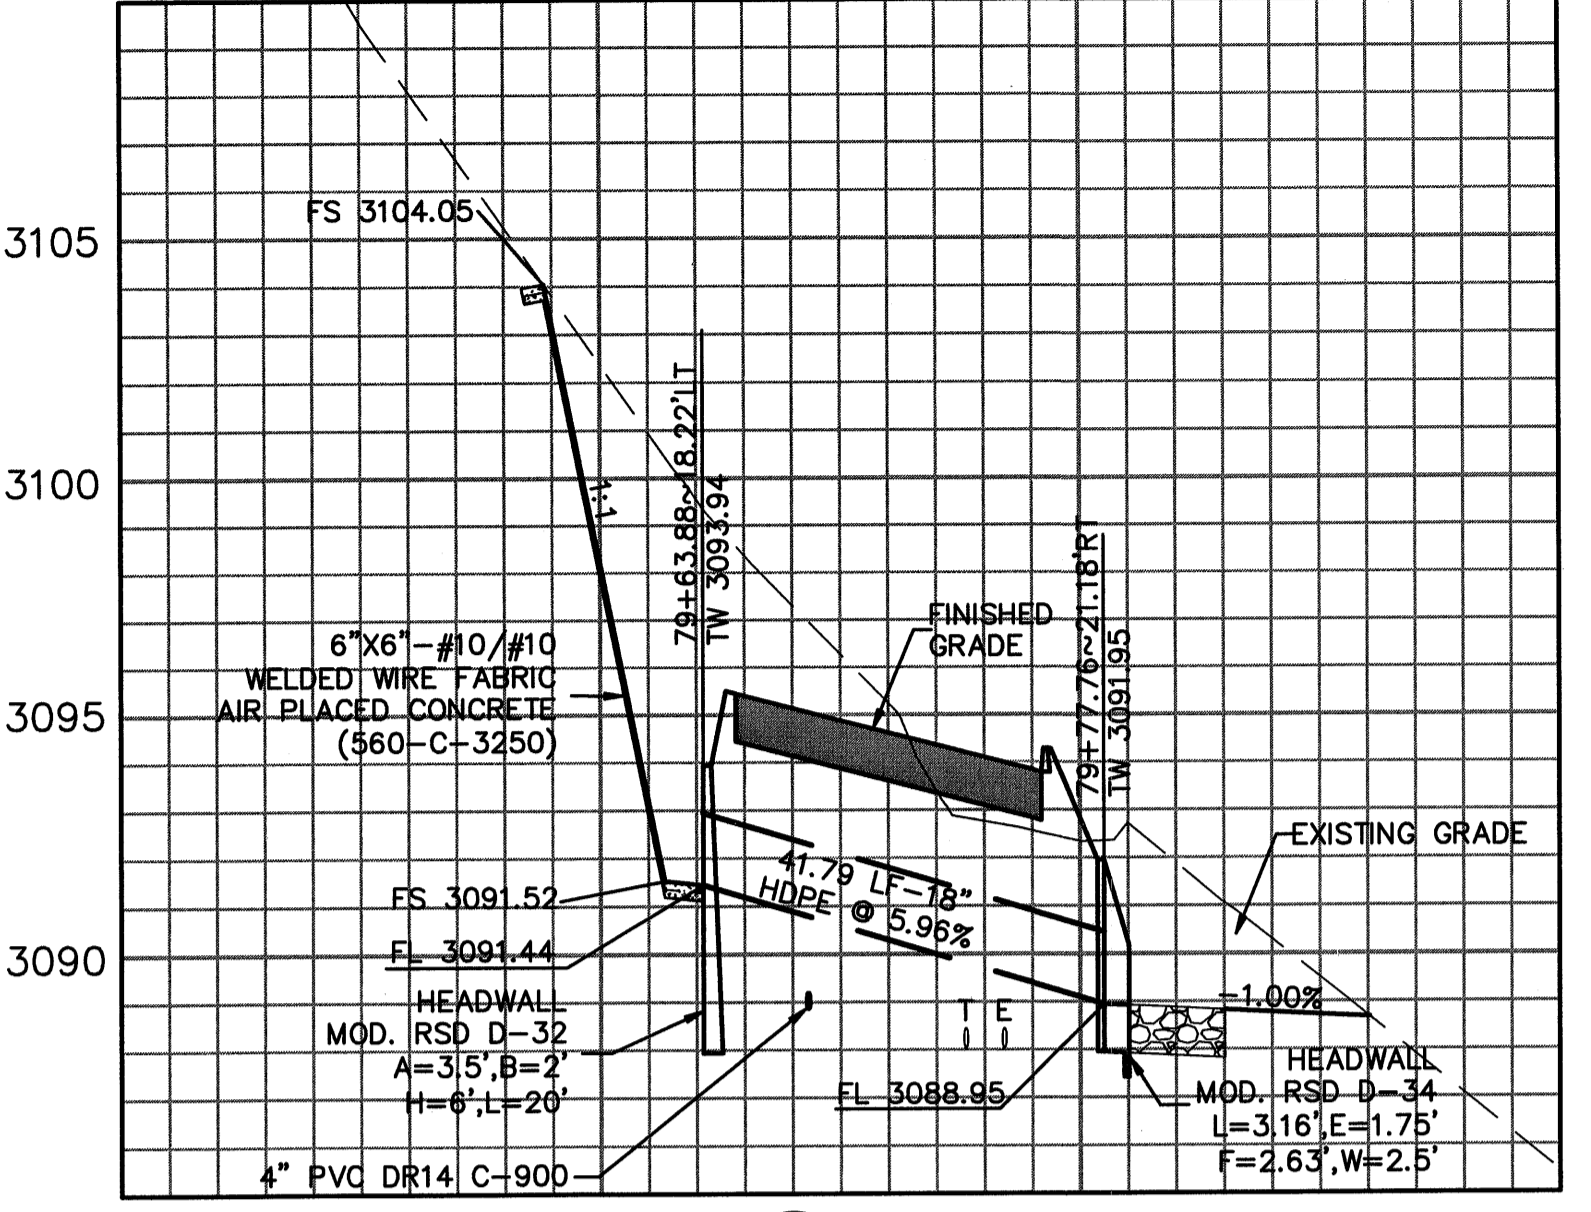 FS 3104.05
3105
79+63.88~18.22'LT
TW 3093.94
3100
1:1
79+77.76~21.18'RT
TW 3091.95
FINISHED
GRADE
6"X6"-#10/#10
WELDED WIRE FABRIC
AIR PLACED CONCRETE
(560-C-3250)
3095
EXISTING GRADE
41.79 LF-18"
HDPE @ 5.96%
FS 3091.52
FL 3091.44
3090
HEADWALL
MOD. RSD D-32
A=3.5',B=2'
H=6',L=20'
T E
-1.00%
FL 3088.95
HEADWALL
MOD. RSD D-34
L=3.16',E=1.75'
F=2.63',W=2.5'
4" PVC DR14 C-900